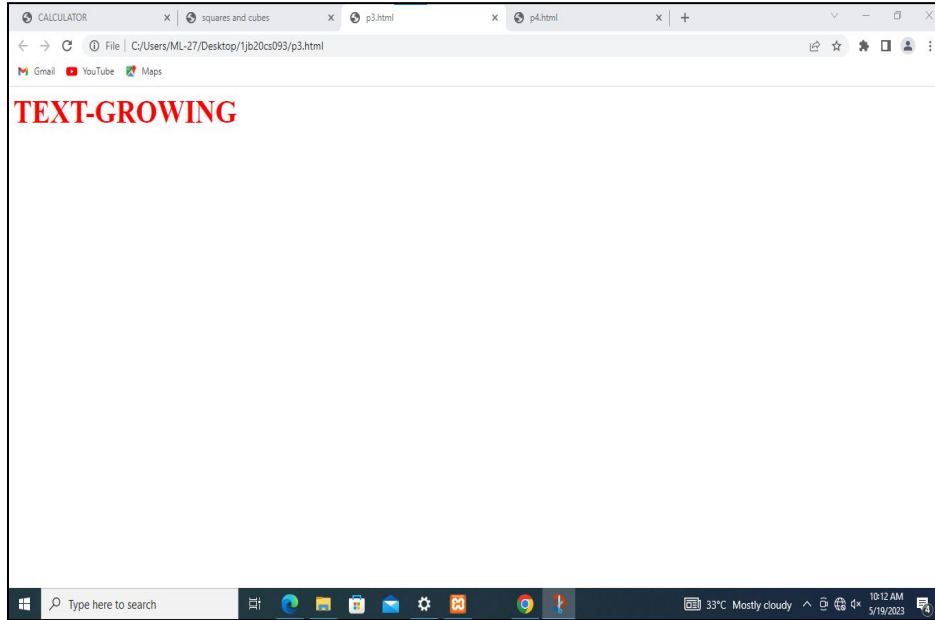 CALCULATOR squares and cubes p3.html p4.html
File C:/Users/ML-27/Desktop/1jb20cs093/p3.html
Gmail YouTube Maps
TEXT-GROWING
Type here to search 33°C Mostly cloudy 10:12 AM
5/19/2023 4